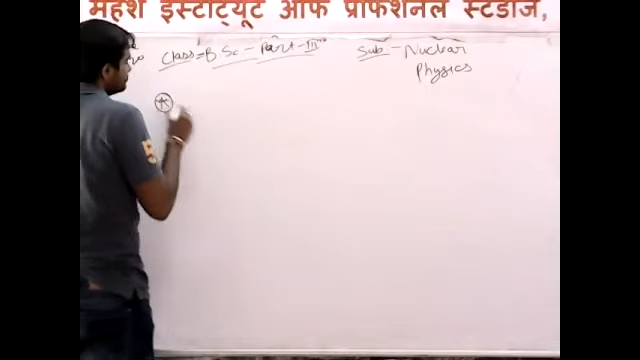 महेश इंस्टीट्यूट ऑफ प्रोफेशनल स्टडीज,
Class = B Sc - Part - III Sub - Nuclear
Physics